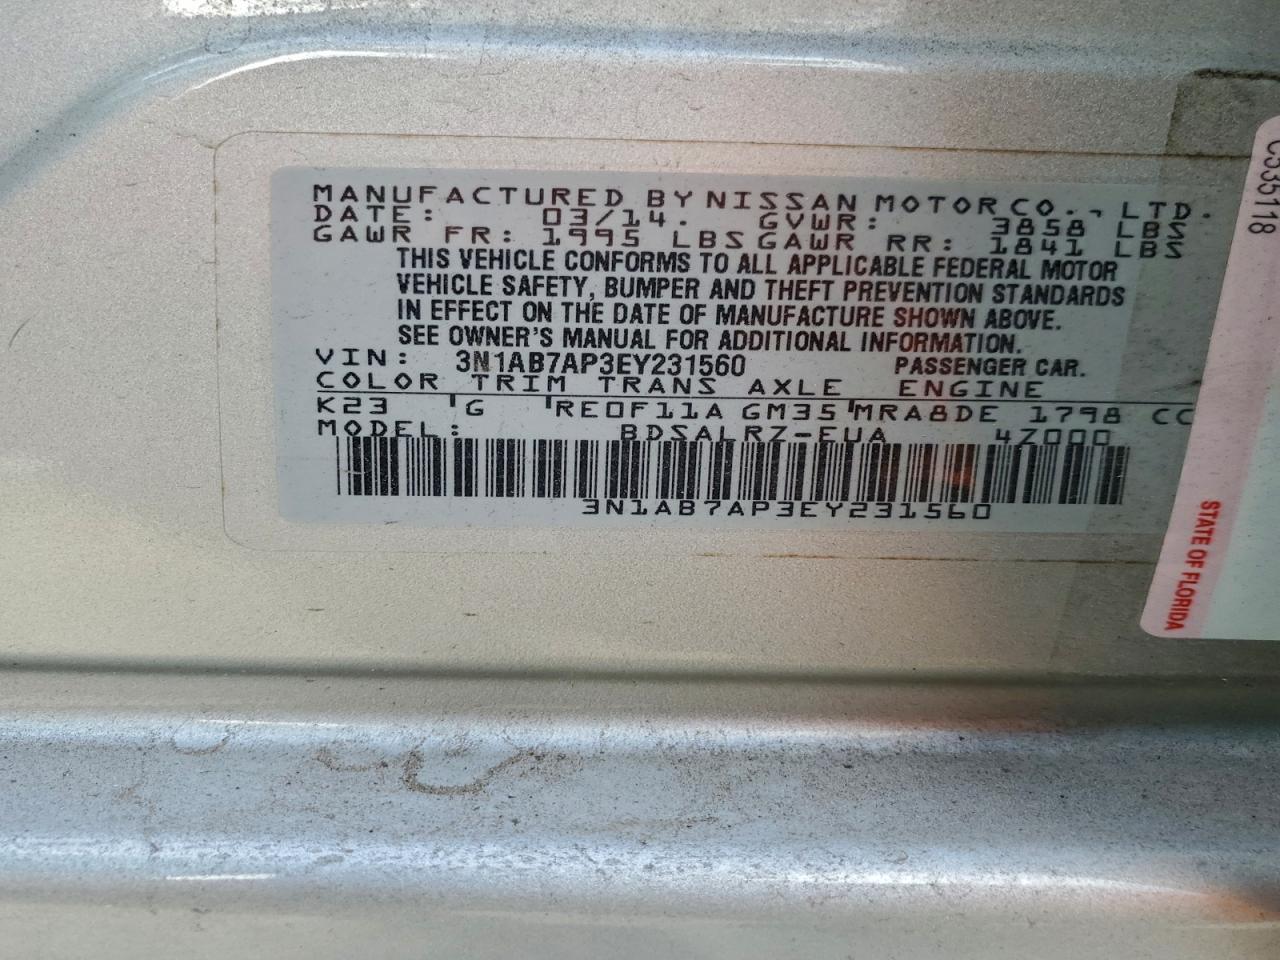 MANUFACTURED BY NISSAN MOTOR CO., LTD.
DATE: 03/14. GVWR: 3858 LBS
GAWR FR: 1995 LBS GAWR RR: 1841 LBS
THIS VEHICLE CONFORMS TO ALL APPLICABLE FEDERAL MOTOR
VEHICLE SAFETY, BUMPER AND THEFT PREVENTION STANDARDS
IN EFFECT ON THE DATE OF MANUFACTURE SHOWN ABOVE.
SEE OWNER'S MANUAL FOR ADDITIONAL INFORMATION.
VIN: 3N1AB7AP3EY231560 PASSENGER CAR.
COLOR TRIM TRANS AXLE ENGINE
K23 G RE0F11A GM35 MRA8DE 1798 CC
MODEL: BDSALRZ-EUA 4Z000
3N1AB7AP3EY231560
C335118
STATE OF FLORIDA